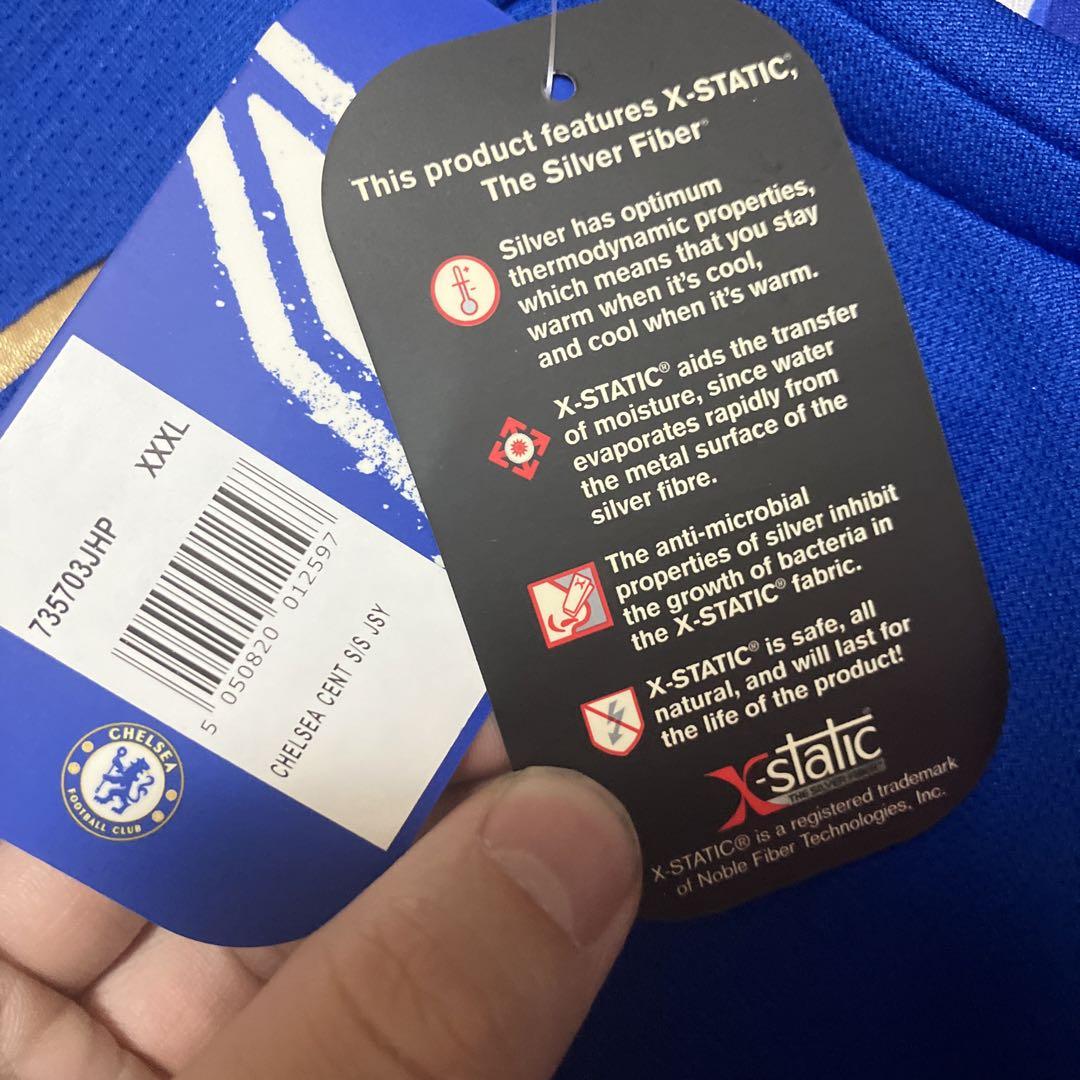 This product features X-STATIC®,
The Silver Fiber®
Silver has optimum
thermodynamic properties,
which means that you stay
warm when it's cool,
and cool when it's warm.
X-STATIC® aids the transfer
of moisture, since water
evaporates rapidly from
the metal surface of the
silver fibre.
The anti-microbial
properties of silver inhibit
the growth of bacteria in
the X-STATIC® fabric.
X-STATIC® is safe, all
natural, and will last for
the life of the product!
X-static®
THE SILVER FIBER®
X-STATIC® is a registered trademark
of Noble Fiber Technologies, Inc.
735703JJHP
XXXL
5 050820 012597
CHELSEA CENT S/S JSY
CHELSEA
FOOTBALL CLUB